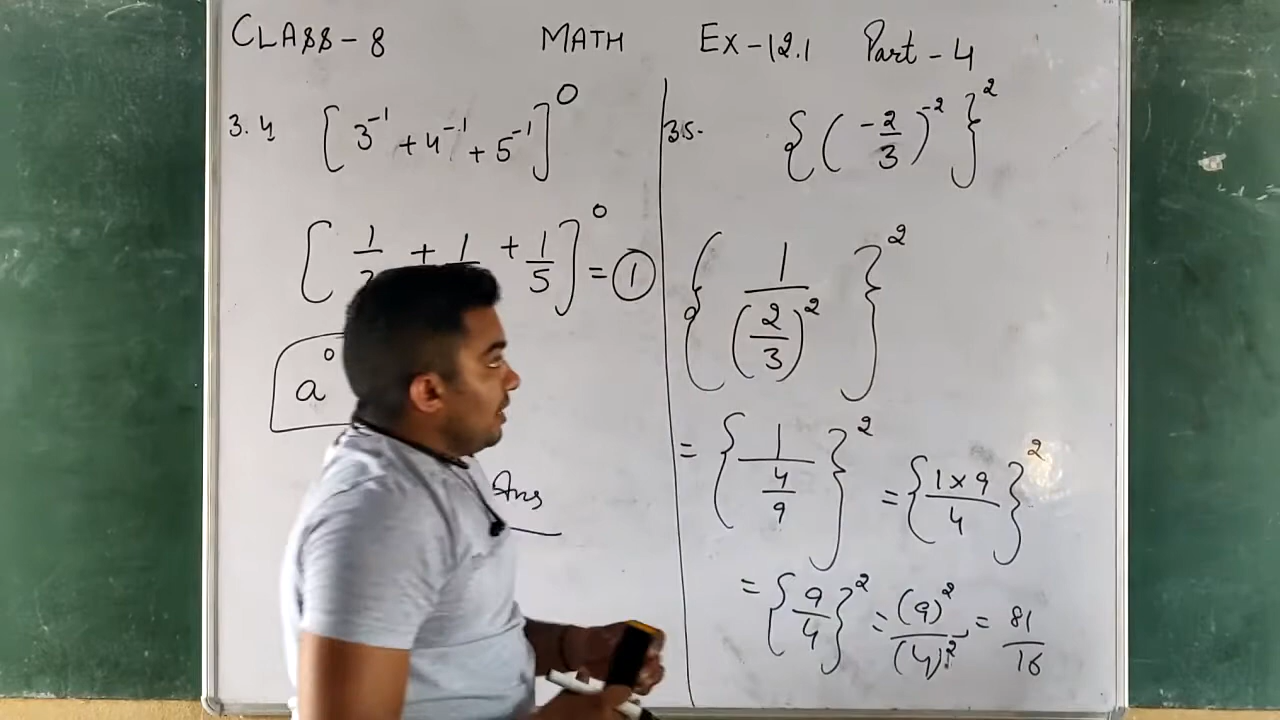 CLASS-8 MATH Ex-12.1 Part-4
3.4 [3⁻¹ + 4⁻¹ + 5⁻¹]⁰
[1/ + 1 + 1/5]⁰ = 1
a⁰
Ans
35. {(-2/3)⁻²}²
{1/(2/3)²}²
= {1/(4/9)}² = {1×9/4}²
= {9/4}² = (9)²/(4)² = 81/16